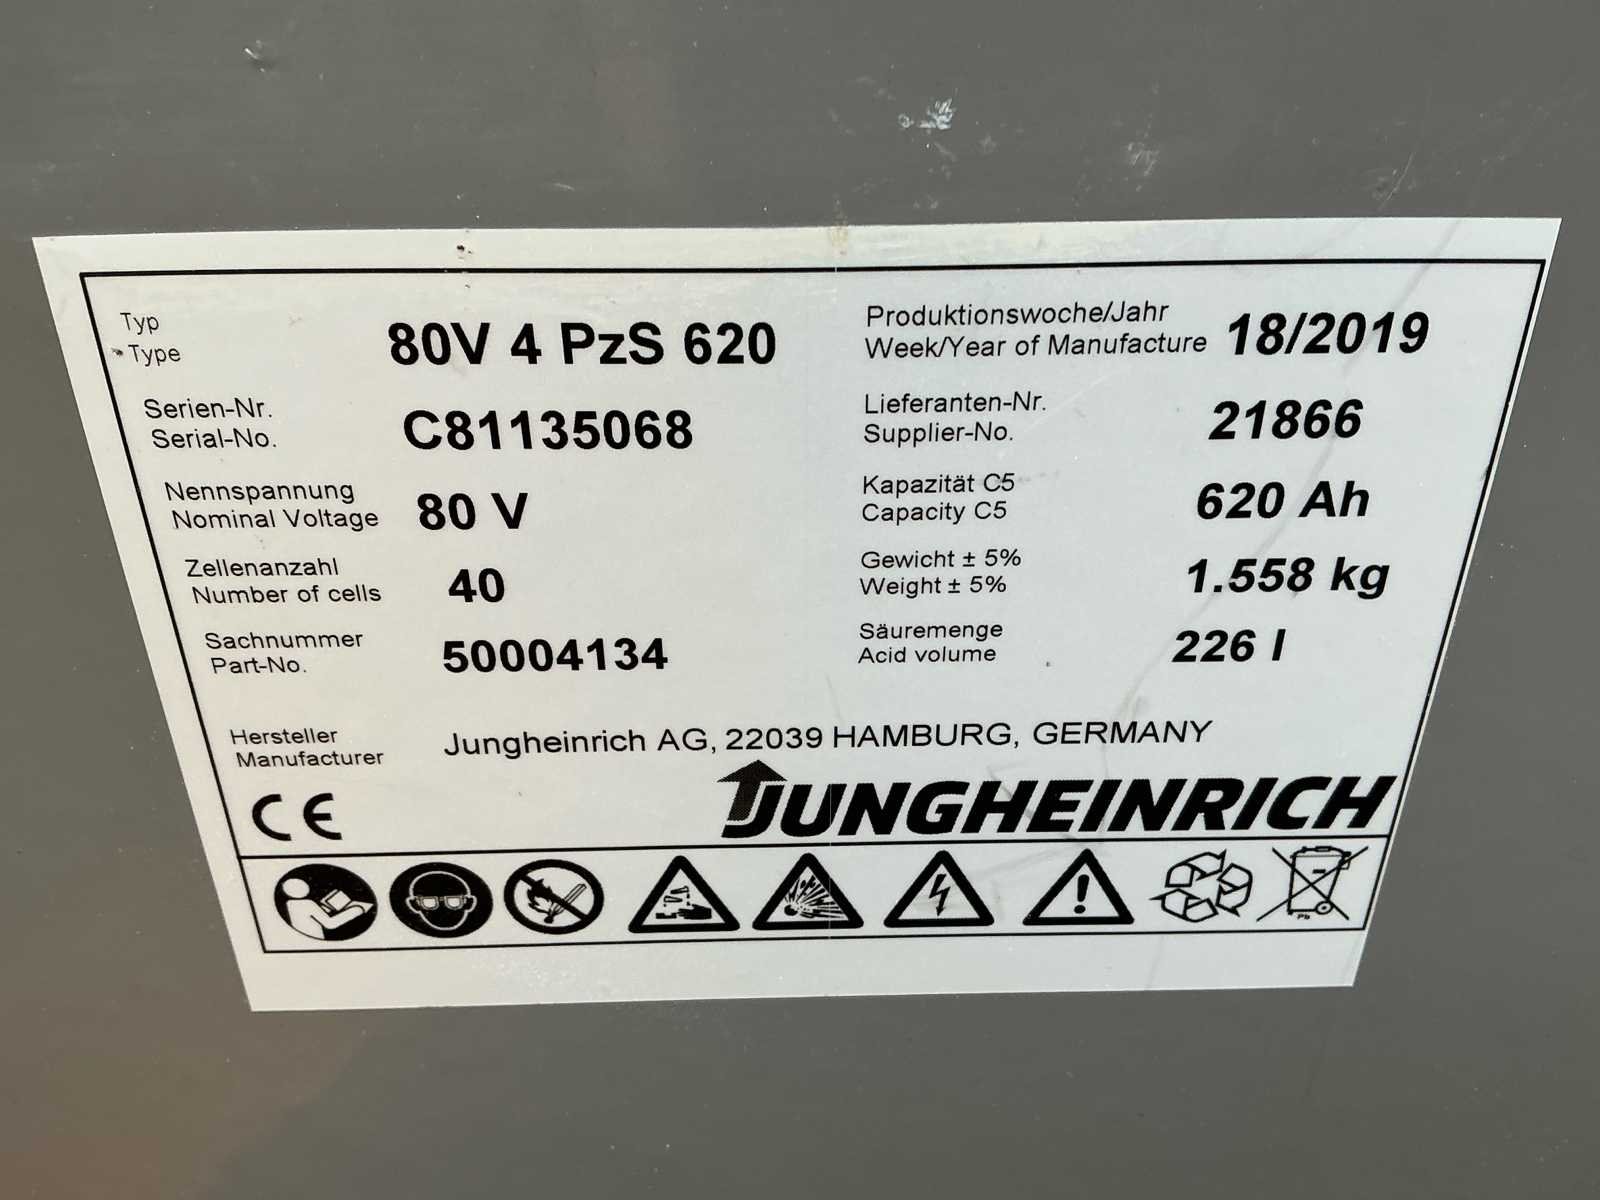 Typ
Type
80V 4 PzS 620
Produktionswoche/Jahr
Week/Year of Manufacture
18/2019
Serien-Nr.
Serial-No.
C81135068
Lieferanten-Nr.
Supplier-No.
21866
Nennspannung
Nominal Voltage
80 V
Kapazität C5
Capacity C5
620 Ah
Zellenanzahl
Number of cells
40
Gewicht ± 5%
Weight ± 5%
1.558 kg
Sachnummer
Part-No.
50004134
Säuremenge
Acid volume
226 l
Hersteller
Manufacturer
Jungheinrich AG, 22039 HAMBURG, GERMANY
CE
JUNGHEINRICH
Pb